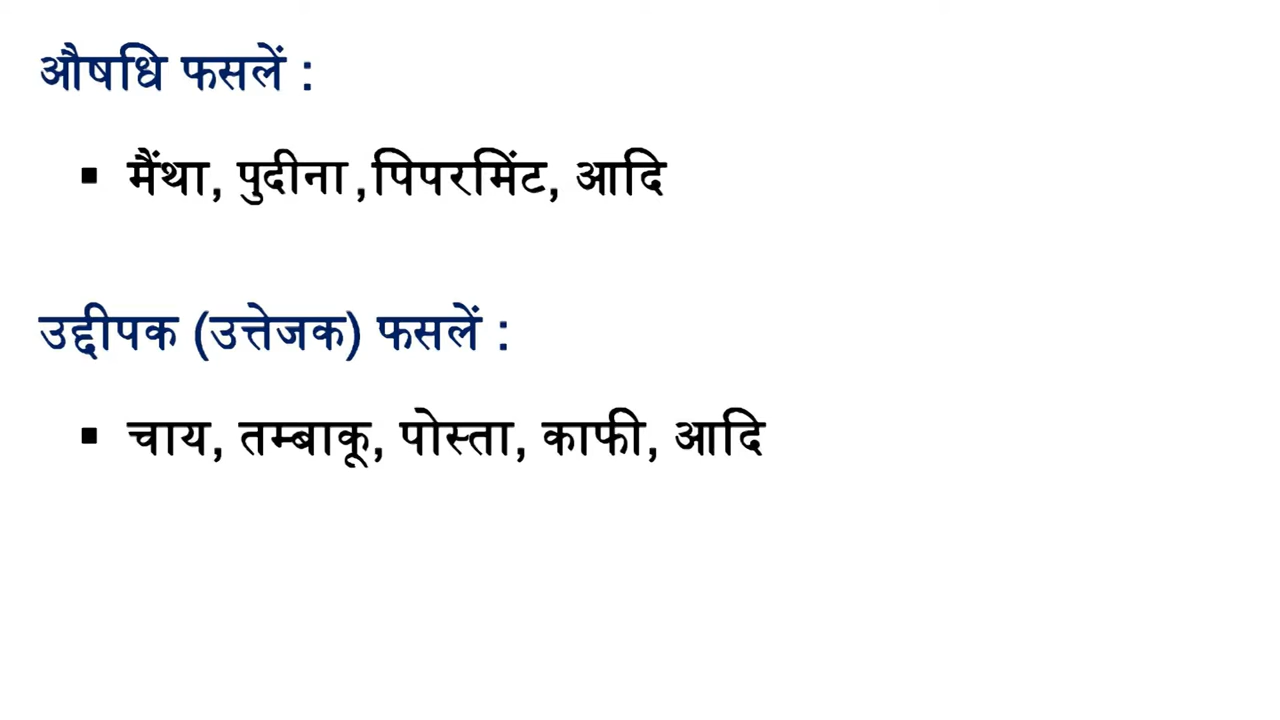 औषधि फसलें :
▪ मैंथा, पुदीना ,पिपरमिंट, आदि
उद्दीपक (उत्तेजक) फसलें :
▪ चाय, तम्बाकू, पोस्ता, काफी, आदि